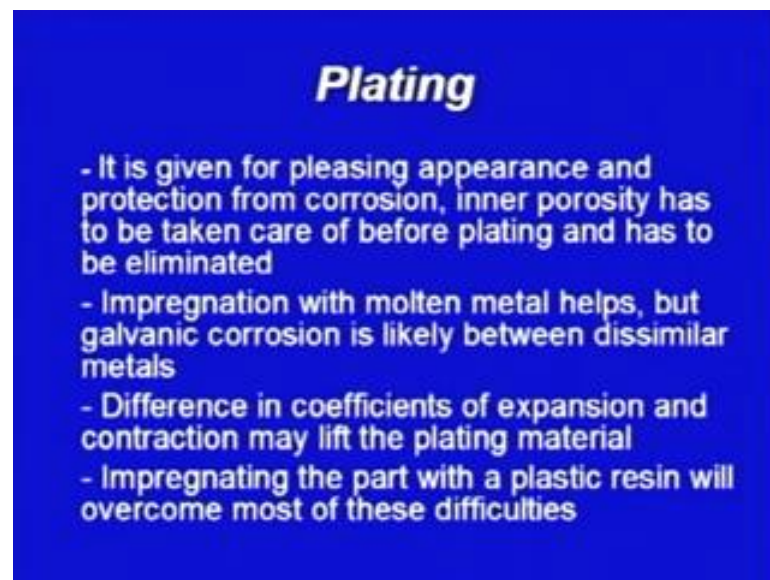 Plating
- It is given for pleasing appearance and
protection from corrosion, inner porosity has
to be taken care of before plating and has to
be eliminated
- Impregnation with molten metal helps, but
galvanic corrosion is likely between dissimilar
metals
- Difference in coefficients of expansion and
contraction may lift the plating material
- Impregnating the part with a plastic resin will
overcome most of these difficulties